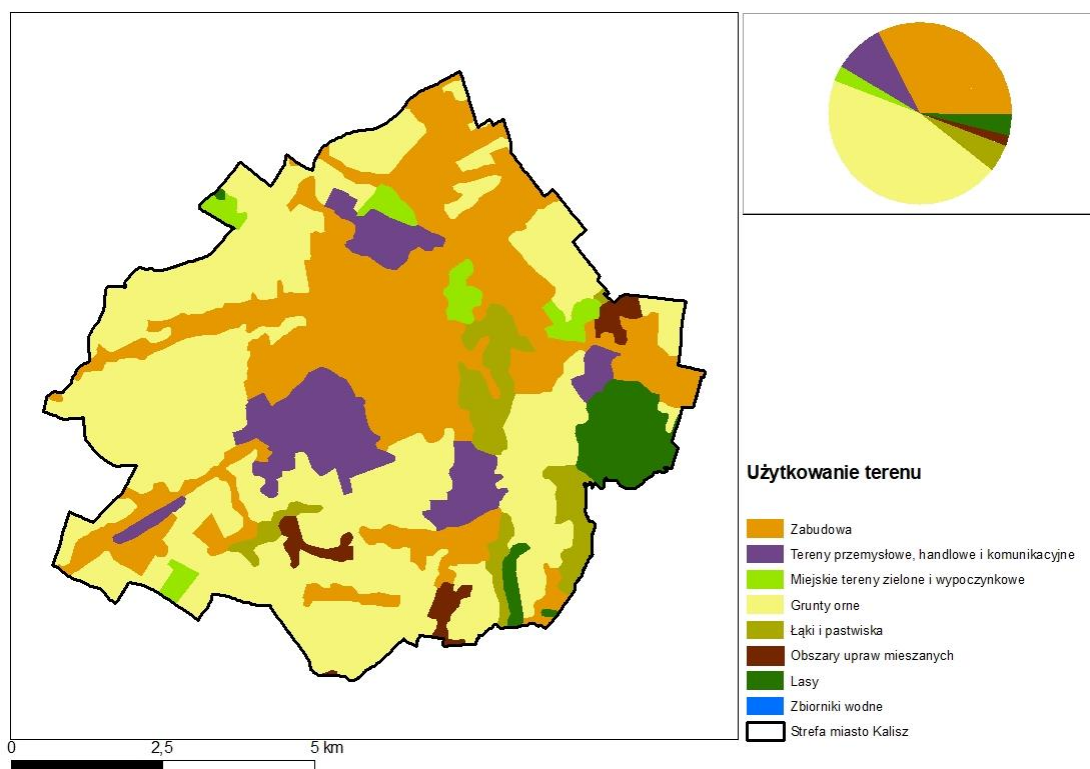 Użytkowanie terenu
Zabudowa
Tereny przemysłowe, handlowe i komunikacyjne
Miejskie tereny zielone i wypoczynkowe
Grunty orne
Łąki i pastwiska
Obszary upraw mieszanych
Lasy
Zbiorniki wodne
Strefa miasto Kalisz
0 2,5 5 km